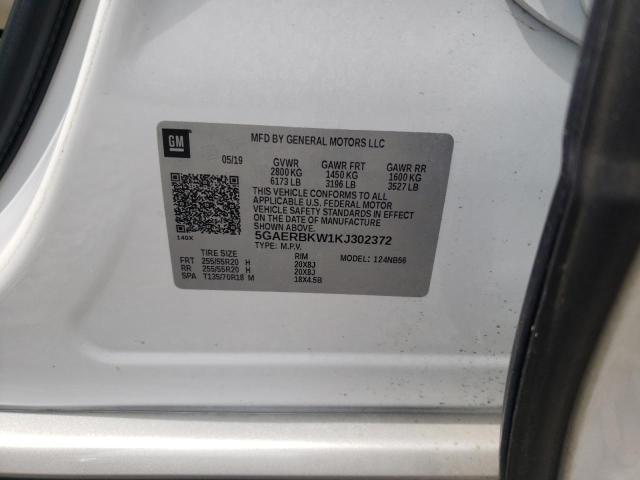 GM
MFD BY GENERAL MOTORS LLC
05/19 GVWR GAWR FRT GAWR RR
2800 KG 1450 KG 1600 KG
6173 LB 3196 LB 3527 LB
THIS VEHICLE CONFORMS TO ALL
APPLICABLE U.S. FEDERAL MOTOR
VEHICLE SAFETY STANDARDS IN EFFECT
ON THE DATE OF MANUFACTURE
SHOWN ABOVE.
140X 5GAERBKW1KJ302372
TYPE: M.P.V. MODEL: 124NB56
TIRE SIZE RIM
FRT 255/55R20 H 20X8J
RR 255/55R20 H 20X8J
SPA T135/70R18 M 18X4.5B